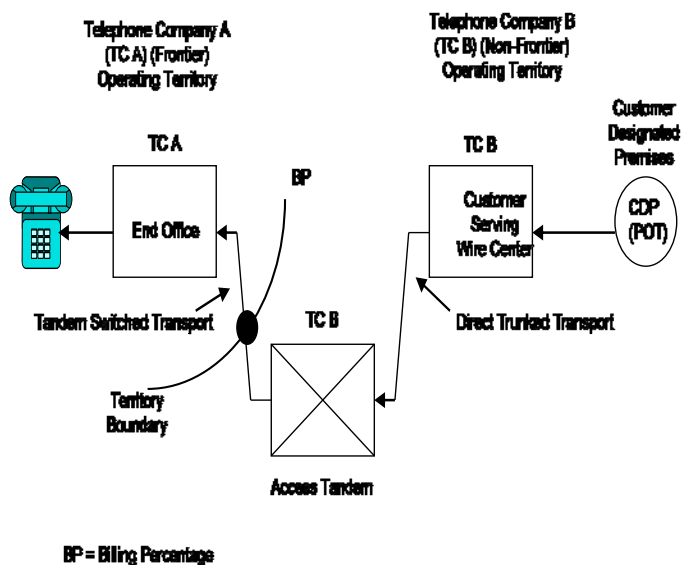 Telephone Company A
(TC A) (Frontier)
Operating Territory
Telephone Company B
(TC B) (Non-Frontier)
Operating Territory
Customer
Designated
Premises
TC A
TC B
BP
End Office
Customer
Serving
Wire Center
CDP
(POT)
Tandem Switched Transport
TC B
Direct Trunked Transport
Territory
Boundary
Access Tandem
BP = Billing Percentage